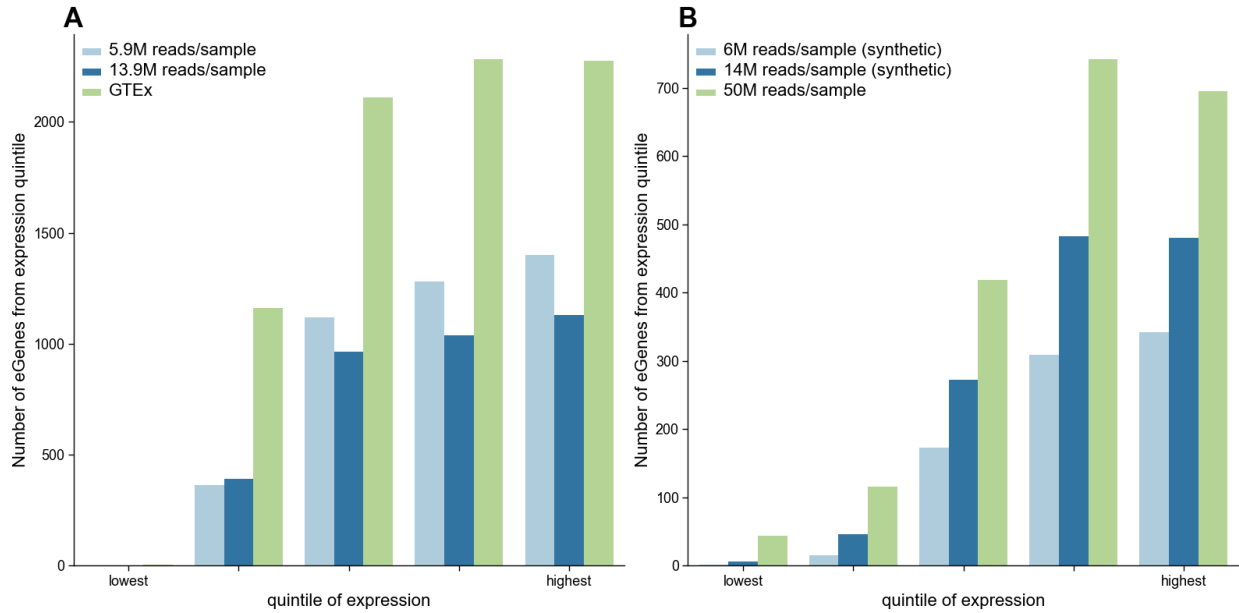 A
5.9M reads/sample
13.9M reads/sample
GTEx
Number of eGenes from expression quintile
2000
1500
1000
500
0
lowest
highest
quintile of expression
B
6M reads/sample (synthetic)
14M reads/sample (synthetic)
50M reads/sample
Number of eGenes from expression quintile
700
600
500
400
300
200
100
0
lowest
highest
quintile of expression